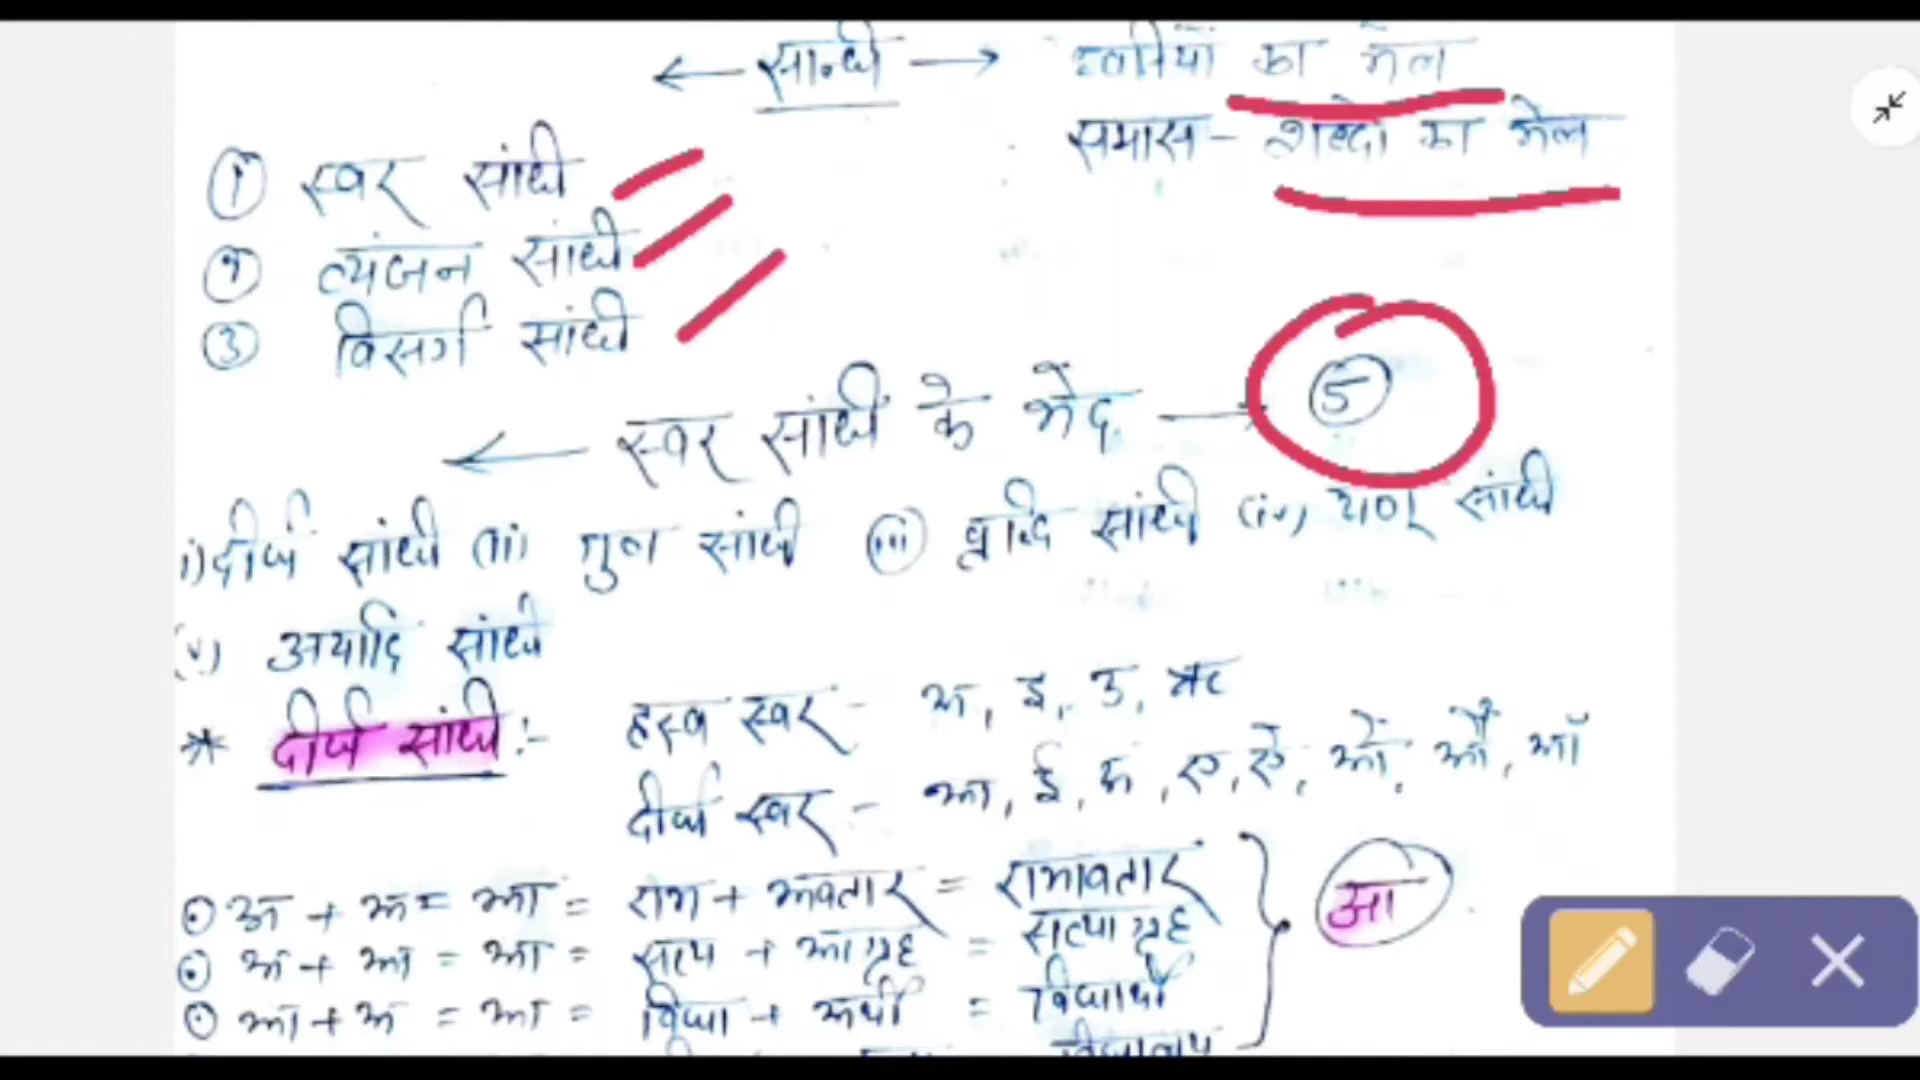 ← सान्धी → ध्वनियों का मेल
समास - शब्दो का मेल
① स्वर सांधी
② व्यंजन सांधी
③ विसर्ग सांधी
← स्वर सांधी के भेद → ⑤
i) दीर्घ सांधी (ii) गुण सांधी (iii) वृद्धि सांधी (iv) यण सांधी
(v) अयादि सांधी
* दीर्घ सांधी :- ह्रस्व स्वर - अ, इ, उ, ऋ
दीर्घ स्वर - आ, ई, ऊ, ए, ऐ, ओ, औ, ऑ
अ + अ = आ = राम + अवतार = रामावतार
अ + आ = आ = सत्य + आग्रह = सत्याग्रह
आ + अ = आ = विद्या + अर्थी = विद्यार्थी
विद्यालय
आ